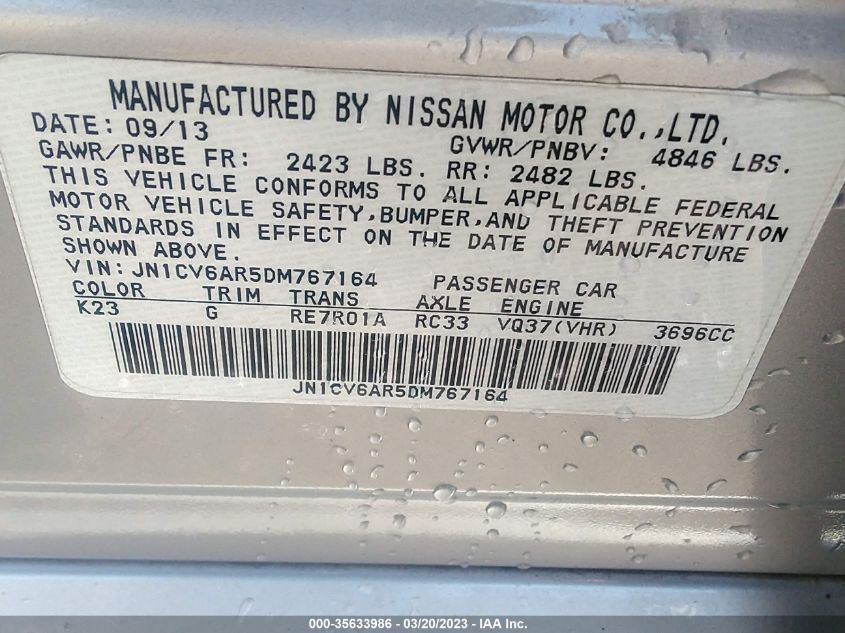 MANUFACTURED BY NISSAN MOTOR CO.,LTD.
DATE: 09/13 GVWR/PNBV: 4846 LBS.
GAWR/PNBE FR: 2423 LBS. RR: 2482 LBS.
THIS VEHICLE CONFORMS TO ALL APPLICABLE FEDERAL
MOTOR VEHICLE SAFETY,BUMPER,AND THEFT PREVENTION
STANDARDS IN EFFECT ON THE DATE OF MANUFACTURE
SHOWN ABOVE.
VIN: JN1CV6AR5DM767164 PASSENGER CAR
COLOR TRIM TRANS AXLE ENGINE
K23 G RE7R01A RC33 VQ37(VHR) 3696CC
JN1CV6AR5DM767164
000-35633986 - 03/20/2023 - IAA Inc.